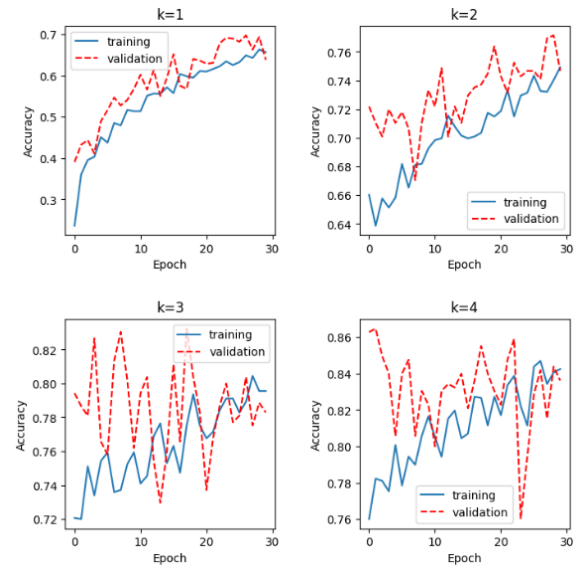 k=1
training
validation
0.7
0.6
0.5
0.4
0.3
Accuracy
0
10
20
30
Epoch
k=2
0.76
0.74
0.72
0.70
0.68
0.66
0.64
Accuracy
training
validation
0
10
20
30
Epoch
k=3
training
validation
0.82
0.80
0.78
0.76
0.74
0.72
Accuracy
0
10
20
30
Epoch
k=4
0.86
0.84
0.82
0.80
0.78
0.76
Accuracy
training
validation
0
10
20
30
Epoch